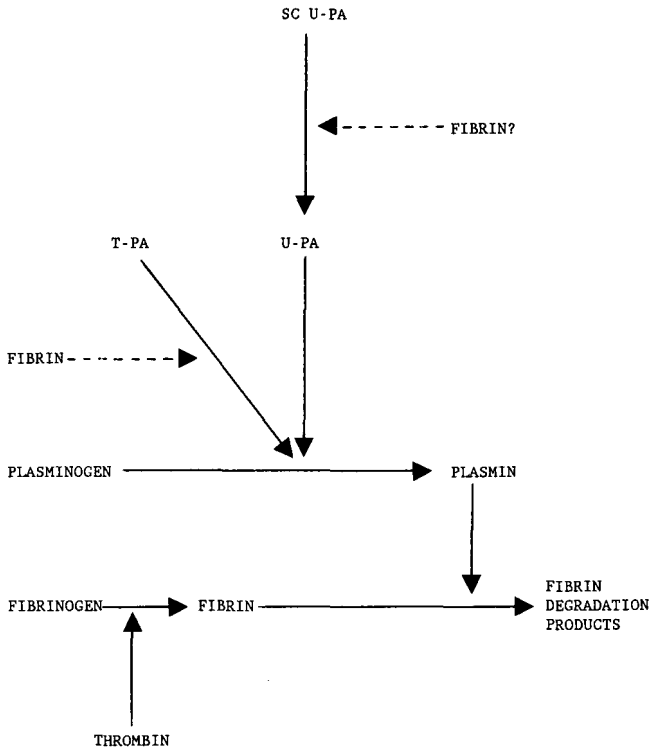 SC U-PA
FIBRIN?
T-PA
U-PA
FIBRIN
PLASMINOGEN
PLASMIN
FIBRINOGEN
FIBRIN
FIBRIN
DEGRADATION
PRODUCTS
THROMBIN